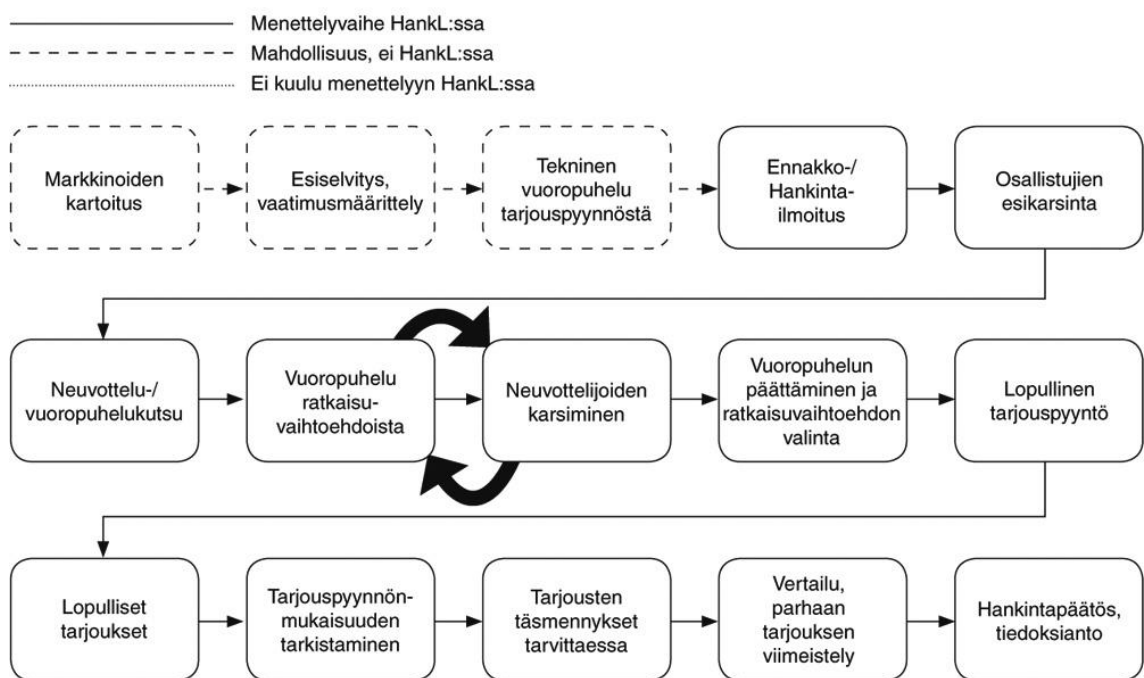 Menettelyvaihe HankL:ssa
Mahdollisuus, ei HankL:ssa
Ei kuulu menettelyyn HankL:ssa
Markkinoiden
kartoitus
Esiselvitys,
vaatimusmäärittely
Tekninen
vuoropuhelu
tarjouspyynnöstä
Ennakko-/
Hankinta-
ilmoitus
Osallistujien
esikarsinta
Neuvottelu-/
vuoropuhelukutsu
Vuoropuhelu
ratkaisu-
vaihtoehdoista
Neuvottelijoiden
karsiminen
Vuoropuhelun
päättäminen ja
ratkaisuvaihtoehdon
valinta
Lopullinen
tarjouspyyntö
Lopulliset
tarjoukset
Tarjouspyynnön-
mukaisuuden
tarkistaminen
Tarjousten
täsmennykset
tarvittaessa
Vertailu,
parhaan
tarjouksen
viimeistely
Hankintapäätös,
tiedoksianto